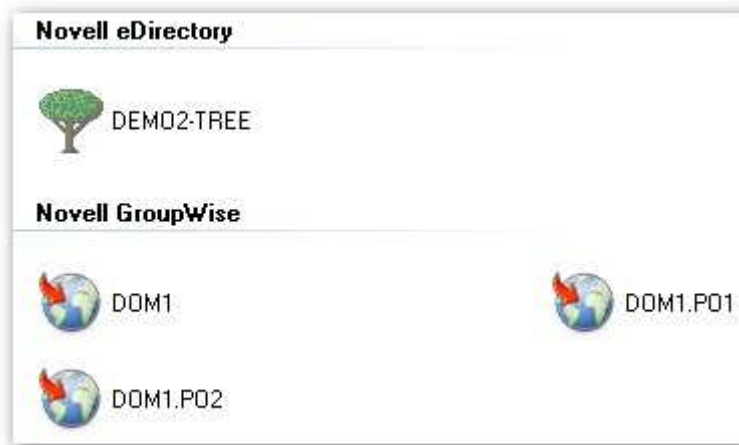 Novell eDirectory
DEMO2-TREE
Novell GroupWise
DOM1
DOM1.PO1
DOM1.PO2